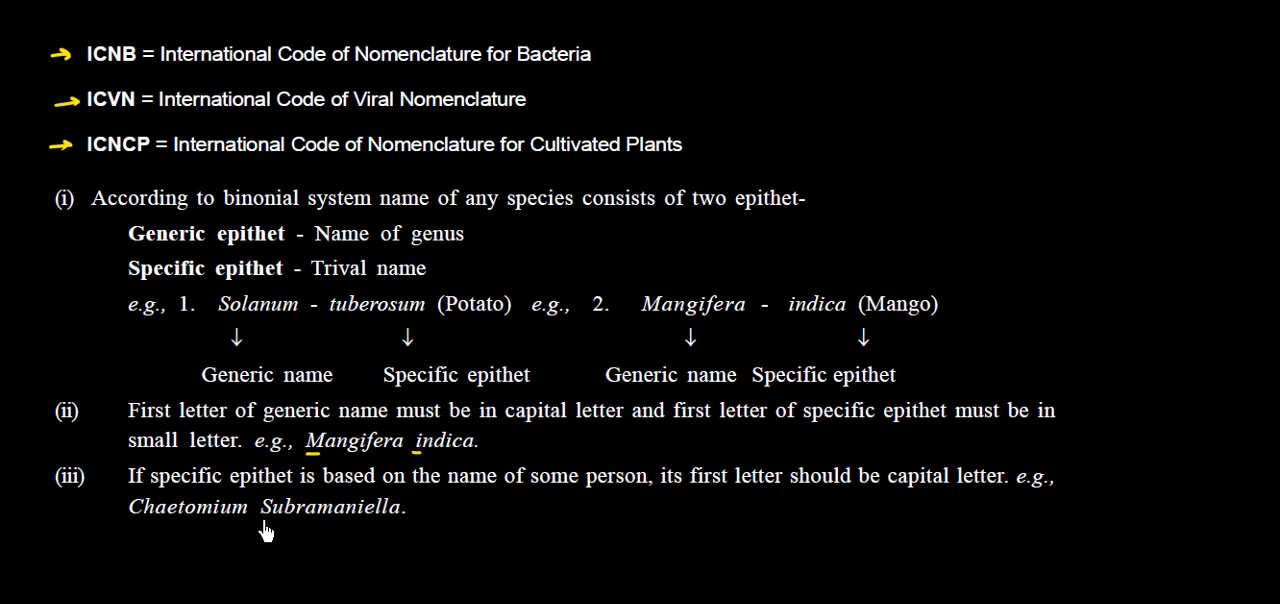 ICNB = International Code of Nomenclature for Bacteria
ICVN = International Code of Viral Nomenclature
ICNCP = International Code of Nomenclature for Cultivated Plants
(i) According to binonial system name of any species consists of two epithet-
Generic epithet - Name of genus
Specific epithet - Trival name
e.g., 1. Solanum - tuberosum (Potato) e.g., 2. Mangifera - indica (Mango)
↓ ↓ ↓ ↓
Generic name Specific epithet Generic name Specific epithet
(ii) First letter of generic name must be in capital letter and first letter of specific epithet must be in
small letter. e.g., Mangifera indica.
(iii) If specific epithet is based on the name of some person, its first letter should be capital letter. e.g.,
Chaetomium Subramaniella.